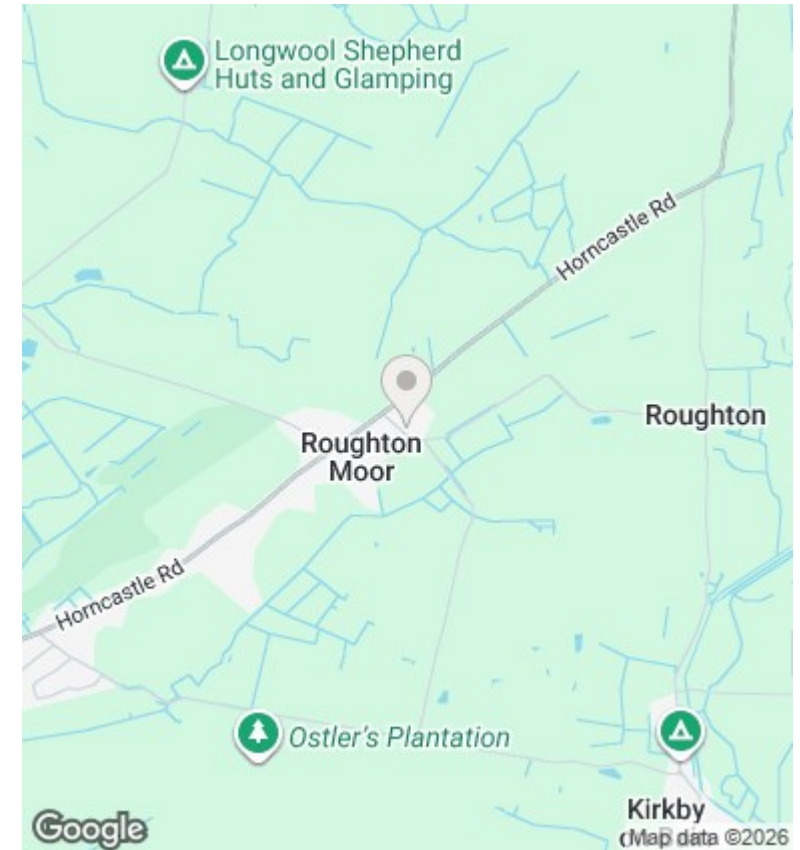 Longwool Shepherd
Huts and Glamping
Horncastle Rd
Roughton
Roughton
Moor
Horncastle Rd
Ostler's Plantation
Kirkby
Google
Map data ©2026